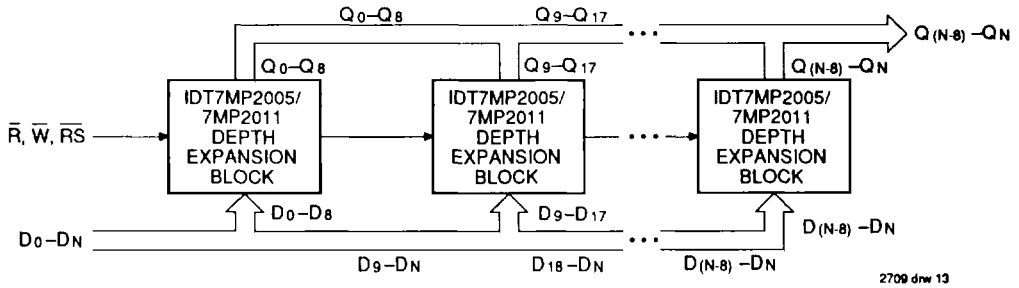 Q0–Q8
Q9–Q17
• • •
Q(N-8) –QN
Q0–Q8
Q9–Q17
Q(N-8) –QN
R̅, W̅, R̅S̅
IDT7MP2005/
7MP2011
DEPTH
EXPANSION
BLOCK
IDT7MP2005/
7MP2011
DEPTH
EXPANSION
BLOCK
• • •
IDT7MP2005/
7MP2011
DEPTH
EXPANSION
BLOCK
D0–D8
D9–D17
D(N-8) –DN
D0–DN
• • •
D9–DN
D18–DN
D(N-8) –DN
2709 drw 13